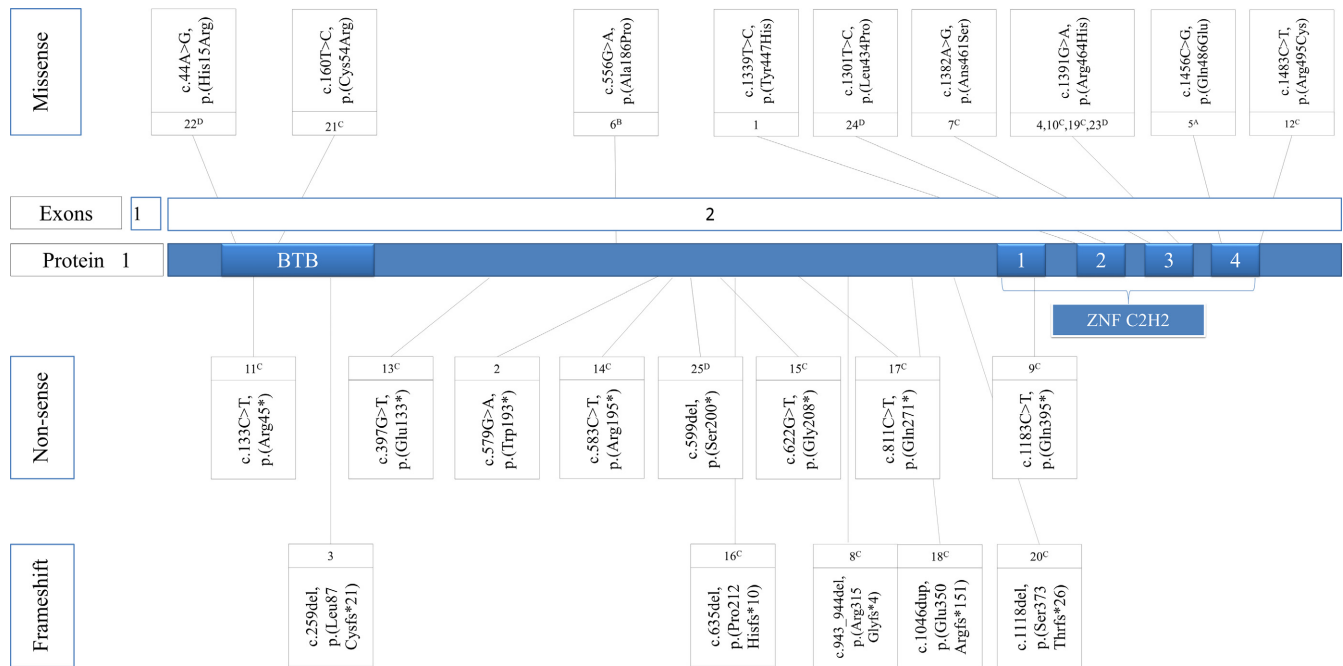 Missense
c.44A>G,
p.(His15Arg)
22ᴰ
c.160T>C,
p.(Cys54Arg)
21ᶜ
c.556G>A,
p.(Ala186Pro)
6ᴮ
c.1339T>C,
p.(Tyr447His)
1
c.1301T>C,
p.(Leu434Pro)
24ᴰ
c.1382A>G,
p.(Ans461Ser)
7ᶜ
c.1391G>A,
p.(Arg464His)
4,10ᶜ,19ᶜ,23ᴰ
c.1456C>G,
p.(Gln486Glu)
5ᴬ
c.1483C>T,
p.(Arg495Cys)
12ᶜ
Exons
1
2
Protein 1
BTB
1
2
3
4
ZNF C2H2
Non-sense
11ᶜ
c.133C>T,
p.(Arg45*)
13ᶜ
c.397G>T,
p.(Glu133*)
2
c.579G>A,
p.(Trp193*)
14ᶜ
c.583C>T,
p.(Arg195*)
25ᴰ
c.599del,
p.(Ser200*)
15ᶜ
c.622G>T,
p.(Gly208*)
17ᶜ
c.811C>T,
p.(Gln271*)
9ᶜ
c.1183C>T,
p.(Gln395*)
Frameshift
3
c.259del,
p.(Leu87
Cysfs*21)
16ᶜ
c.635del,
p.(Pro212
Hisfs*10)
8ᶜ
c.943_944del,
p.(Arg315
Glyfs*4)
18ᶜ
c.1046dup,
p.(Glu350
Argfs*151)
20ᶜ
c.1118del,
p.(Ser373
Thrfs*26)